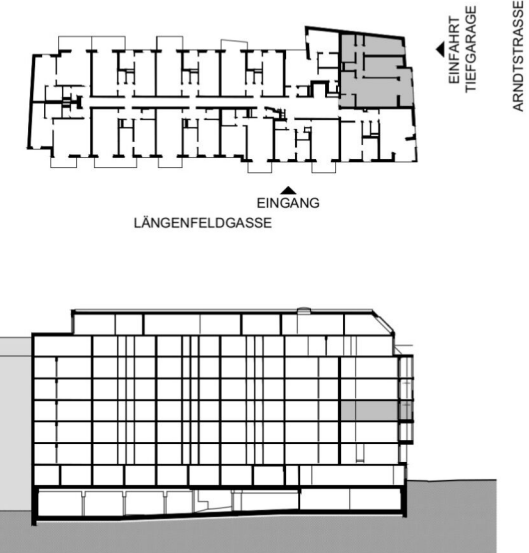 EINFAHRT
TIEFGARAGE
ARNDTSTRASSE
EINGANG
LÄNGENFELDGASSE